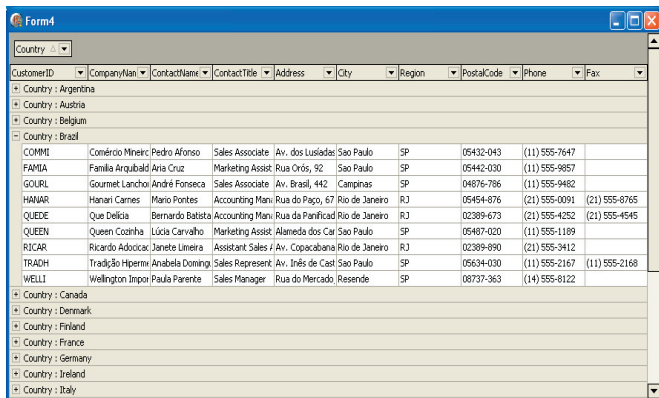 Form4
Country
CustomerID CompanyNan ContactName ContactTitle Address City Region PostalCode Phone Fax
Country : Argentina
Country : Austria
Country : Belgium
Country : Brazil
COMMI Comércio Mineirc Pedro Afonso Sales Associate Av. dos Lusíadas Sao Paulo SP 05432-043 (11) 555-7647
FAMIA Familia Arquibald Aria Cruz Marketing Assist Rua Orós, 92 Sao Paulo SP 05442-030 (11) 555-9857
GOURL Gourmet Lanchor André Fonseca Sales Associate Av. Brasil, 442 Campinas SP 04876-786 (11) 555-9482
HANAR Hanari Carnes Mario Pontes Accounting Mana Rua do Paço, 67 Rio de Janeiro RJ 05454-876 (21) 555-0091 (21) 555-8765
QUEDE Que Delícia Bernardo Batista Accounting Mana Rua da Panificad Rio de Janeiro RJ 02389-673 (21) 555-4252 (21) 555-4545
QUEEN Queen Cozinha Lúcia Carvalho Marketing Assist Alameda dos Car Sao Paulo SP 05487-020 (11) 555-1189
RICAR Ricardo Adocicac Janete Limeira Assistant Sales A Av. Copacabana Rio de Janeiro RJ 02389-890 (21) 555-3412
TRADH Tradição Hiperme Anabela Domingu Sales Represent Av. Inês de Cast Sao Paulo SP 05634-030 (11) 555-2167 (11) 555-2168
WELLI Wellington Impor Paula Parente Sales Manager Rua do Mercado, Resende SP 08737-363 (14) 555-8122
Country : Canada
Country : Denmark
Country : Finland
Country : France
Country : Germany
Country : Ireland
Country : Italy